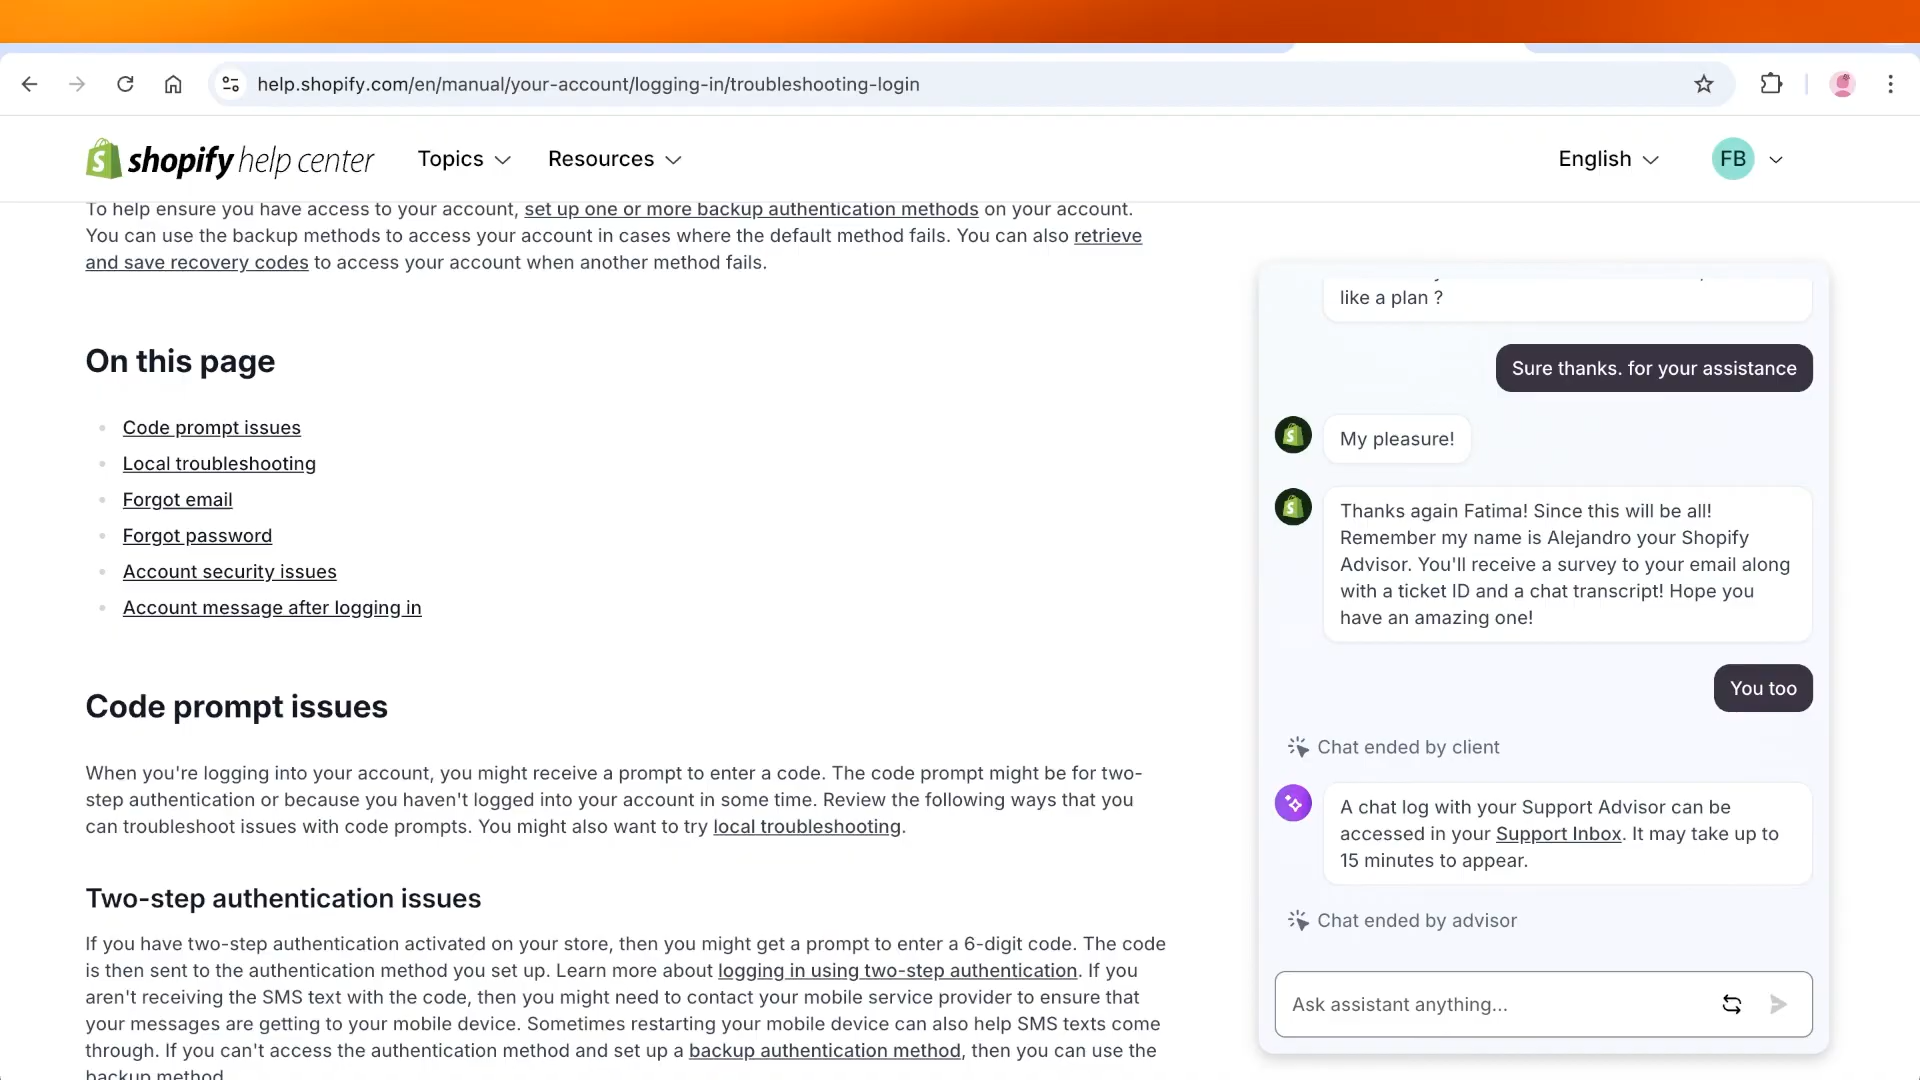 help.shopify.com/en/manual/your-account/logging-in/troubleshooting-login
shopify help center
Topics
Resources
English
FB
To help ensure you have access to your account, set up one or more backup authentication methods on your account.
You can use the backup methods to access your account in cases where the default method fails. You can also retrieve
and save recovery codes to access your account when another method fails.
On this page
Code prompt issues
Local troubleshooting
Forgot email
Forgot password
Account security issues
Account message after logging in
Code prompt issues
When you're logging into your account, you might receive a prompt to enter a code. The code prompt might be for two-
step authentication or because you haven't logged into your account in some time. Review the following ways that you
can troubleshoot issues with code prompts. You might also want to try local troubleshooting.
Two-step authentication issues
If you have two-step authentication activated on your store, then you might get a prompt to enter a 6-digit code. The code
is then sent to the authentication method you set up. Learn more about logging in using two-step authentication. If you
aren't receiving the SMS text with the code, then you might need to contact your mobile service provider to ensure that
your messages are getting to your mobile device. Sometimes restarting your mobile device can also help SMS texts come
through. If you can't access the authentication method and set up a backup authentication method, then you can use the
backup method.
like a plan ?
Sure thanks. for your assistance
My pleasure!
Thanks again Fatima! Since this will be all!
Remember my name is Alejandro your Shopify
Advisor. You'll receive a survey to your email along
with a ticket ID and a chat transcript! Hope you
have an amazing one!
You too
Chat ended by client
A chat log with your Support Advisor can be
accessed in your Support Inbox. It may take up to
15 minutes to appear.
Chat ended by advisor
Ask assistant anything...